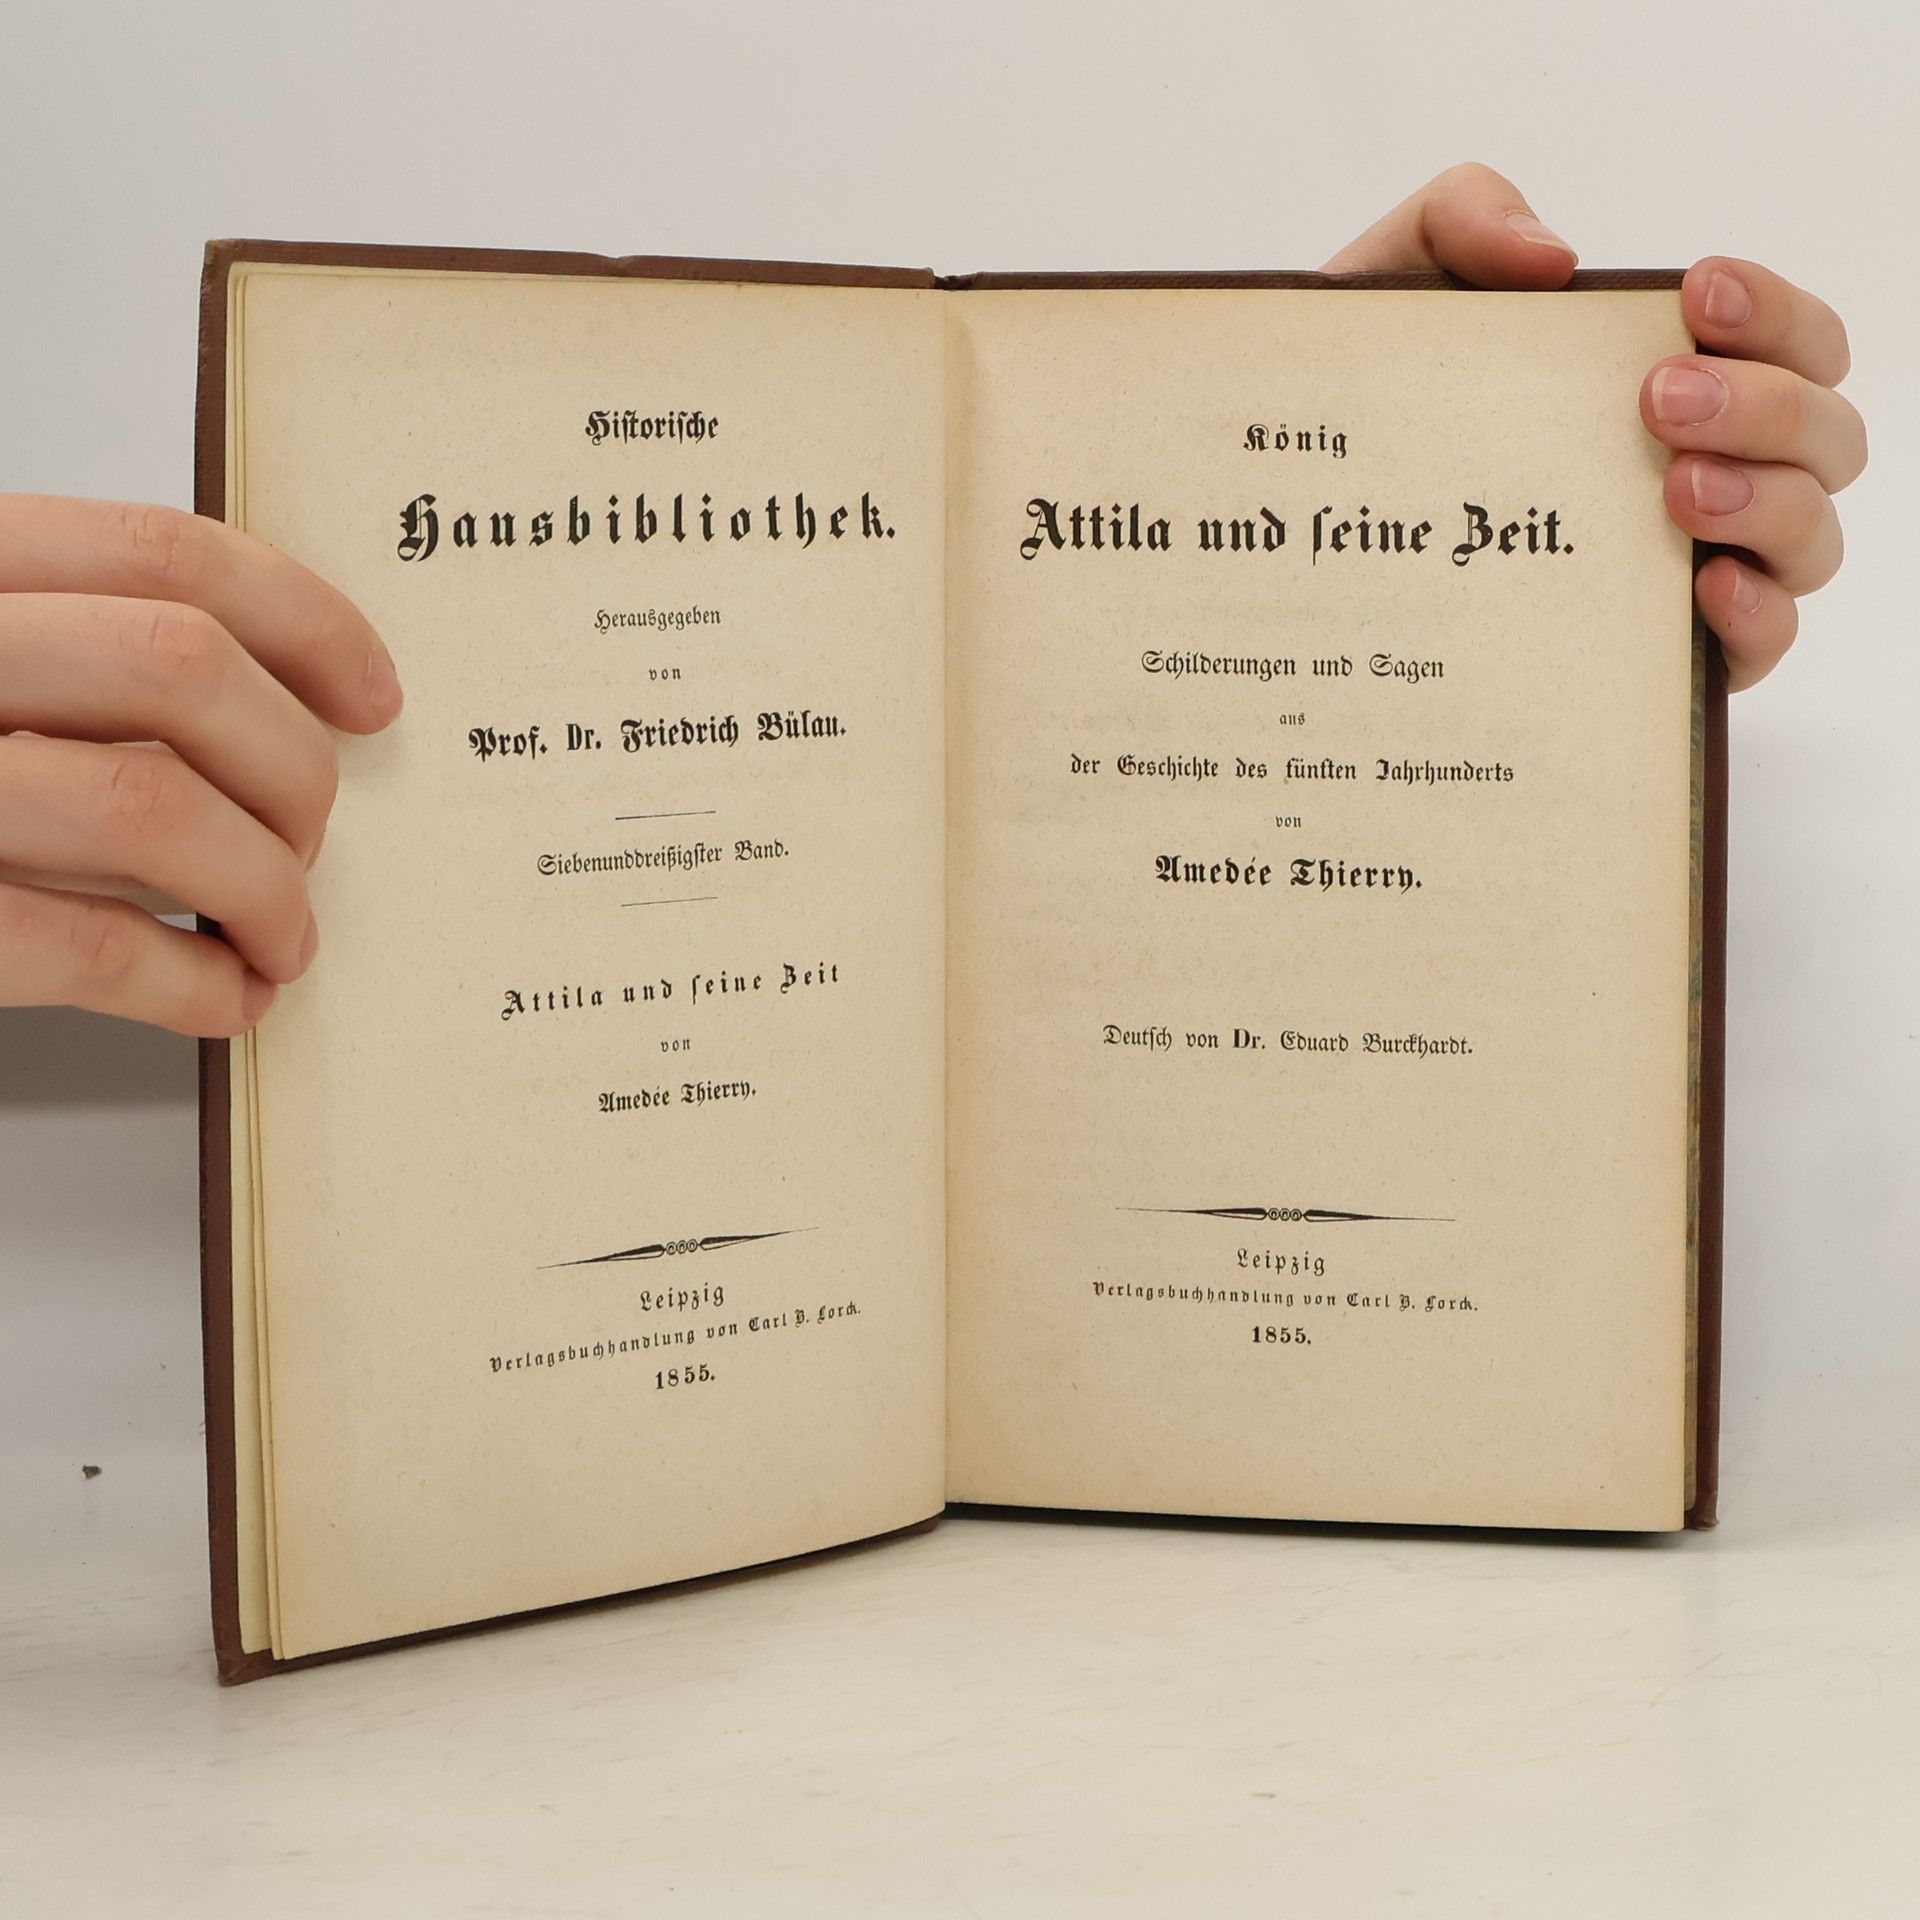 Hiſtoriſche
Hausbibliothek.
Herausgegeben
von
Prof. Dr. Friedrich Bülau.
Siebenunddreißigſter Band.
Attila und ſeine Zeit
von
Amedée Thierry.
Leipzig
Verlagsbuchhandlung von Carl B. Lorck.
1855.
König
Attila und ſeine Zeit.
Schilderungen und Sagen
aus
der Geschichte des fünften Jahrhunderts
von
Amedée Thierry.
Deutſch von Dr. Eduard Burckhardt.
Leipzig
Verlagsbuchhandlung von Carl B. Lorck.
1855.